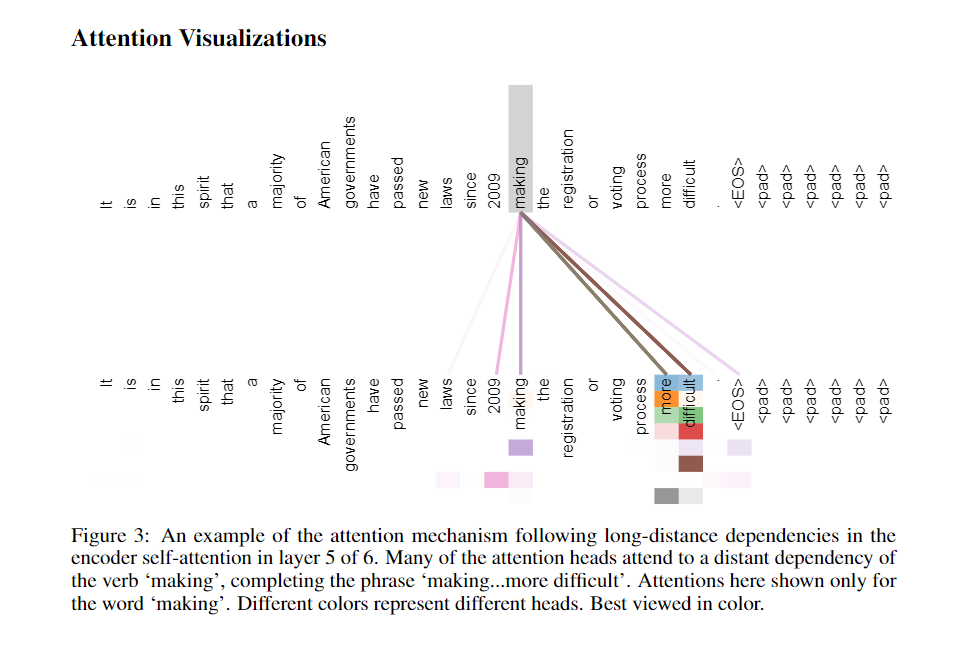 Attention Visualizations
It is in this spirit that a majority of American governments have passed new laws since 2009 making the registration or voting process more difficult . <EOS> <pad> <pad> <pad> <pad> <pad> <pad>
It is in this spirit that a majority of American governments have passed new laws since 2009 making the registration or voting process more difficult . <EOS> <pad> <pad> <pad> <pad> <pad> <pad>
Figure 3: An example of the attention mechanism following long-distance dependencies in the
encoder self-attention in layer 5 of 6. Many of the attention heads attend to a distant dependency of
the verb ‘making’, completing the phrase ‘making...more difficult’. Attentions here shown only for
the word ‘making’. Different colors represent different heads. Best viewed in color.